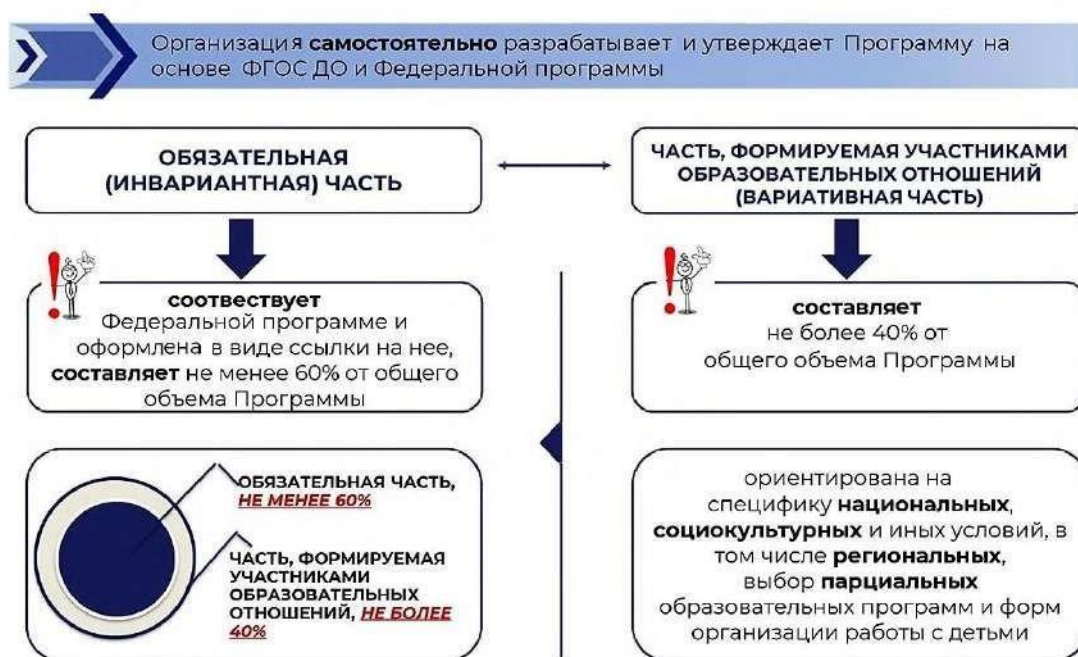 Организация самостоятельно разрабатывает и утверждает Программу на
основе ФГОС ДО и Федеральной программы
ОБЯЗАТЕЛЬНАЯ
(ИНВАРИАНТНАЯ) ЧАСТЬ
ЧАСТЬ, ФОРМИРУЕМАЯ УЧАСТНИКАМИ
ОБРАЗОВАТЕЛЬНЫХ ОТНОШЕНИЙ
(ВАРИАТИВНАЯ ЧАСТЬ)
соотвествует
Федеральной программе и
оформлена в виде ссылки на нее,
составляет не менее 60% от общего
объема Программы
составляет
не более 40% от
общего объема Программы
ОБЯЗАТЕЛЬНАЯ ЧАСТЬ,
НЕ МЕНЕЕ 60%
ЧАСТЬ, ФОРМИРУЕМАЯ
УЧАСТНИКАМИ
ОБРАЗОВАТЕЛЬНЫХ
ОТНОШЕНИЙ, НЕ БОЛЕЕ
40%
ориентирована на
специфику национальных,
социокультурных и иных условий, в
том числе региональных,
выбор парциальных
образовательных программ и форм
организации работы с детьми